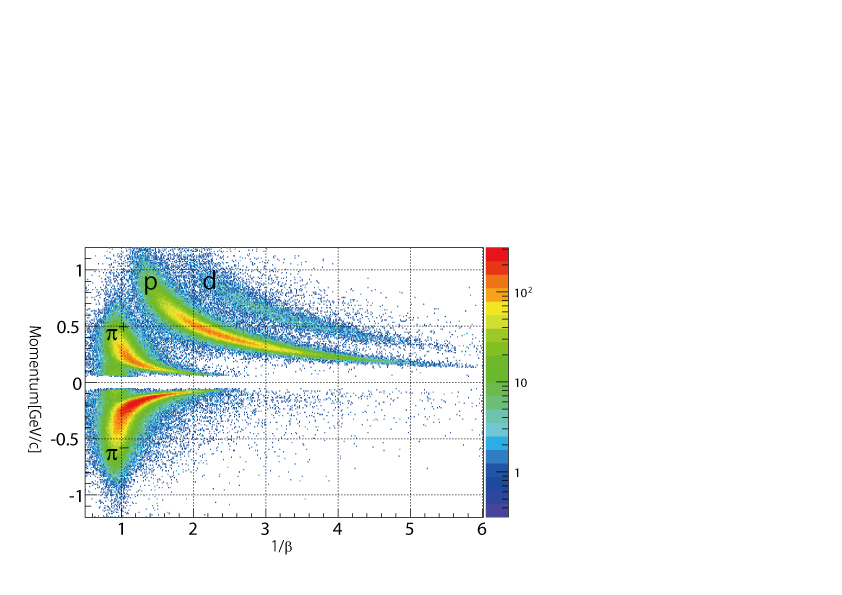 1
0.5
0
-0.5
-1
Momentum[GeV/c]
p
d
π+
π-
1 2 3 4 5 6
1/β
10²
10
1